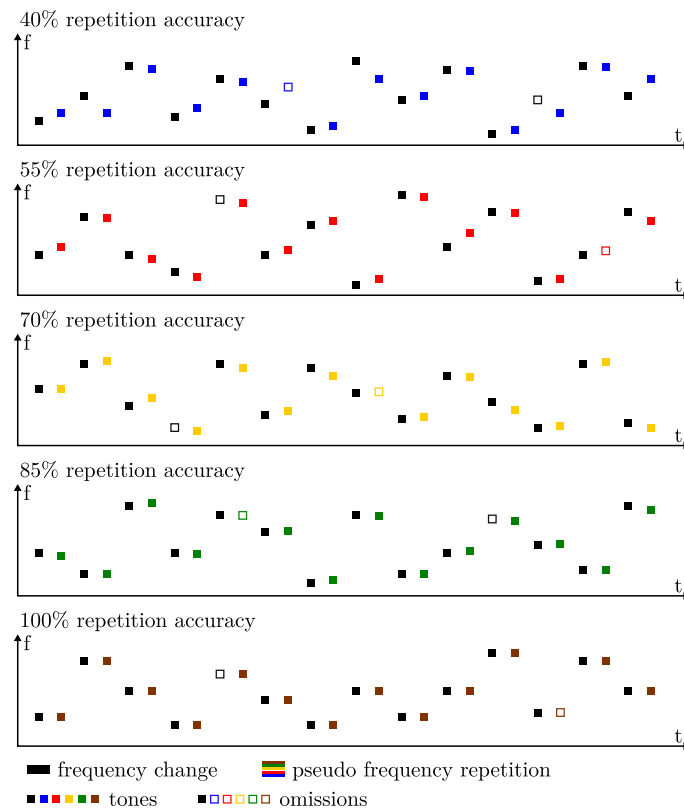 40% repetition accuracy
f
t
55% repetition accuracy
f
t
70% repetition accuracy
f
t
85% repetition accuracy
f
t
100% repetition accuracy
f
t
frequency change pseudo frequency repetition
tones omissions